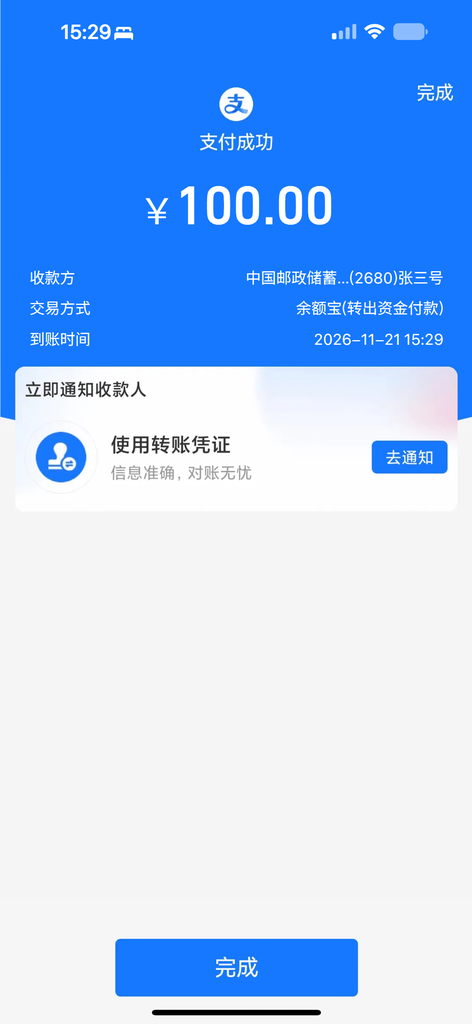 15:29
完成
支
支付成功
¥ 100.00
收款方 中国邮政储蓄...(2680)张三号
交易方式 余额宝(转出资金付款)
到账时间 2026-11-21 15:29
立即通知收款人
使用转账凭证
信息准确，对账无忧
去通知
完成